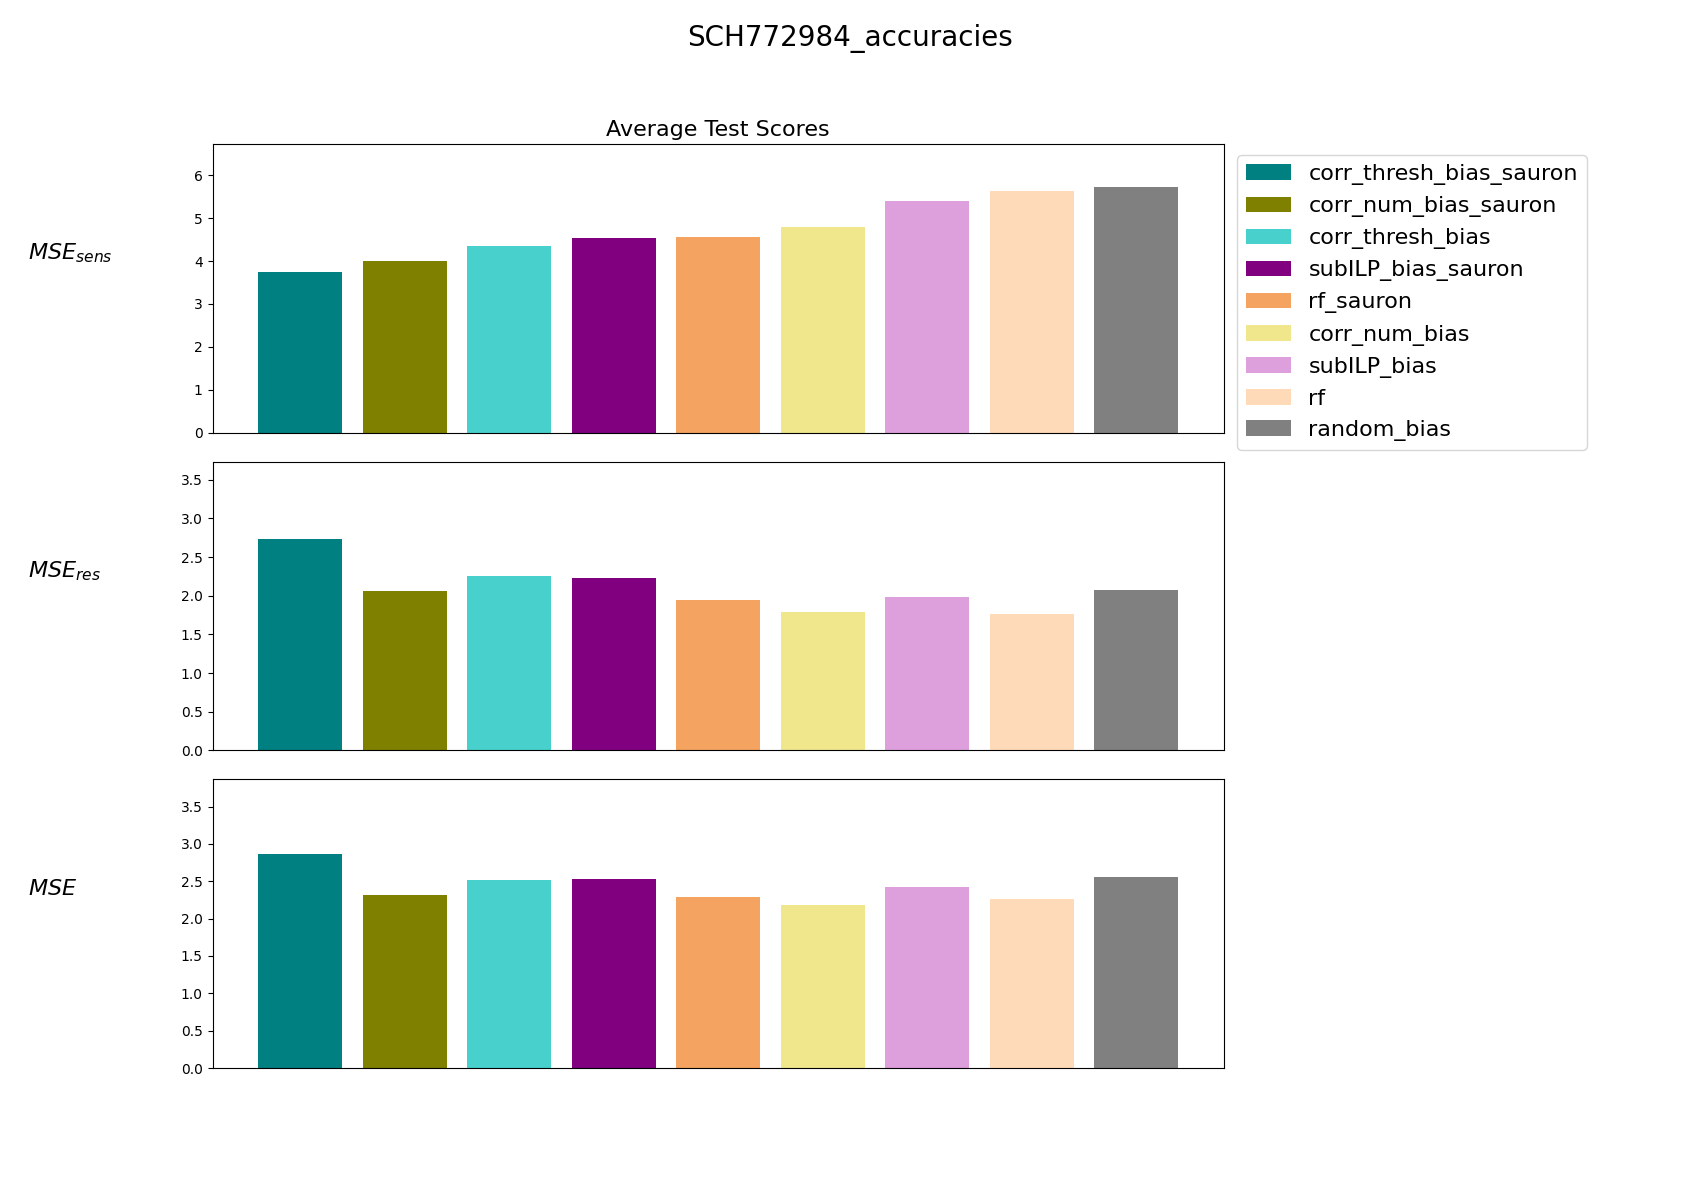 SCH772984_accuracies
Average Test Scores
MSE_sens
6
5
4
3
2
1
0
corr_thresh_bias_sauron
corr_num_bias_sauron
corr_thresh_bias
subILP_bias_sauron
rf_sauron
corr_num_bias
subILP_bias
rf
random_bias
MSE_res
3.5
3.0
2.5
2.0
1.5
1.0
0.5
0.0
MSE
3.5
3.0
2.5
2.0
1.5
1.0
0.5
0.0